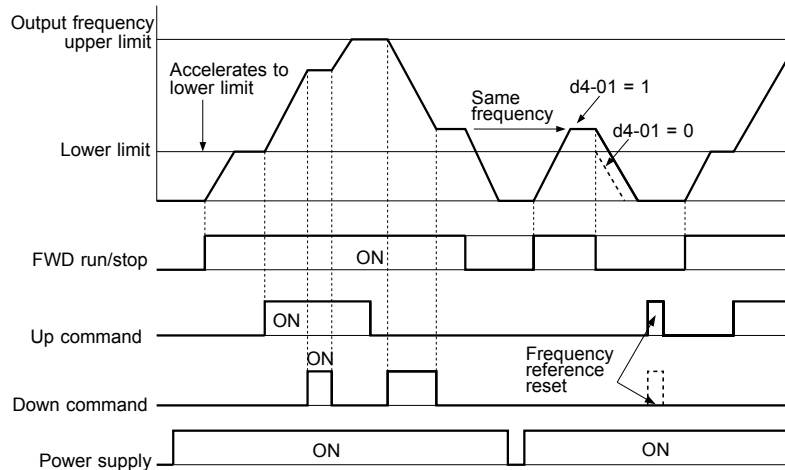 Output frequency
upper limit
Accelerates to
lower limit
Same
frequency
d4-01 = 1
d4-01 = 0
Lower limit
FWD run/stop
ON
Up command
ON
ON
Frequency
reference
reset
Down command
Power supply
ON
ON